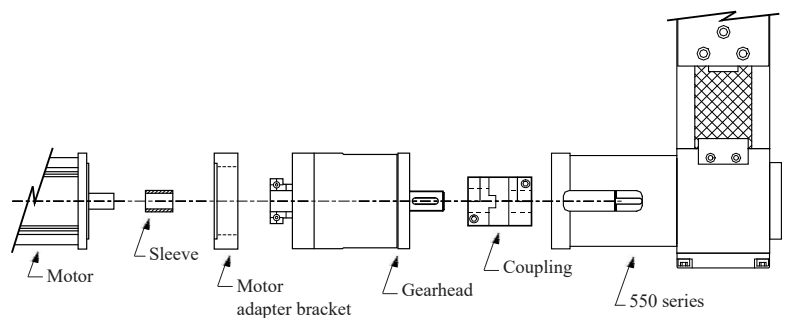 Motor
Sleeve
Motor
adapter bracket
Gearhead
Coupling
550 series